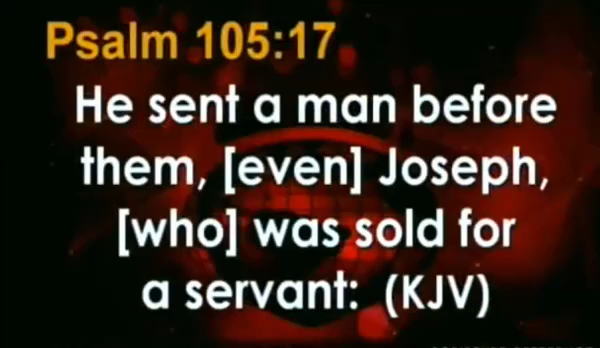 Psalm 105:17
He sent a man before
them, [even] Joseph,
[who] was sold for
a servant: (KJV)